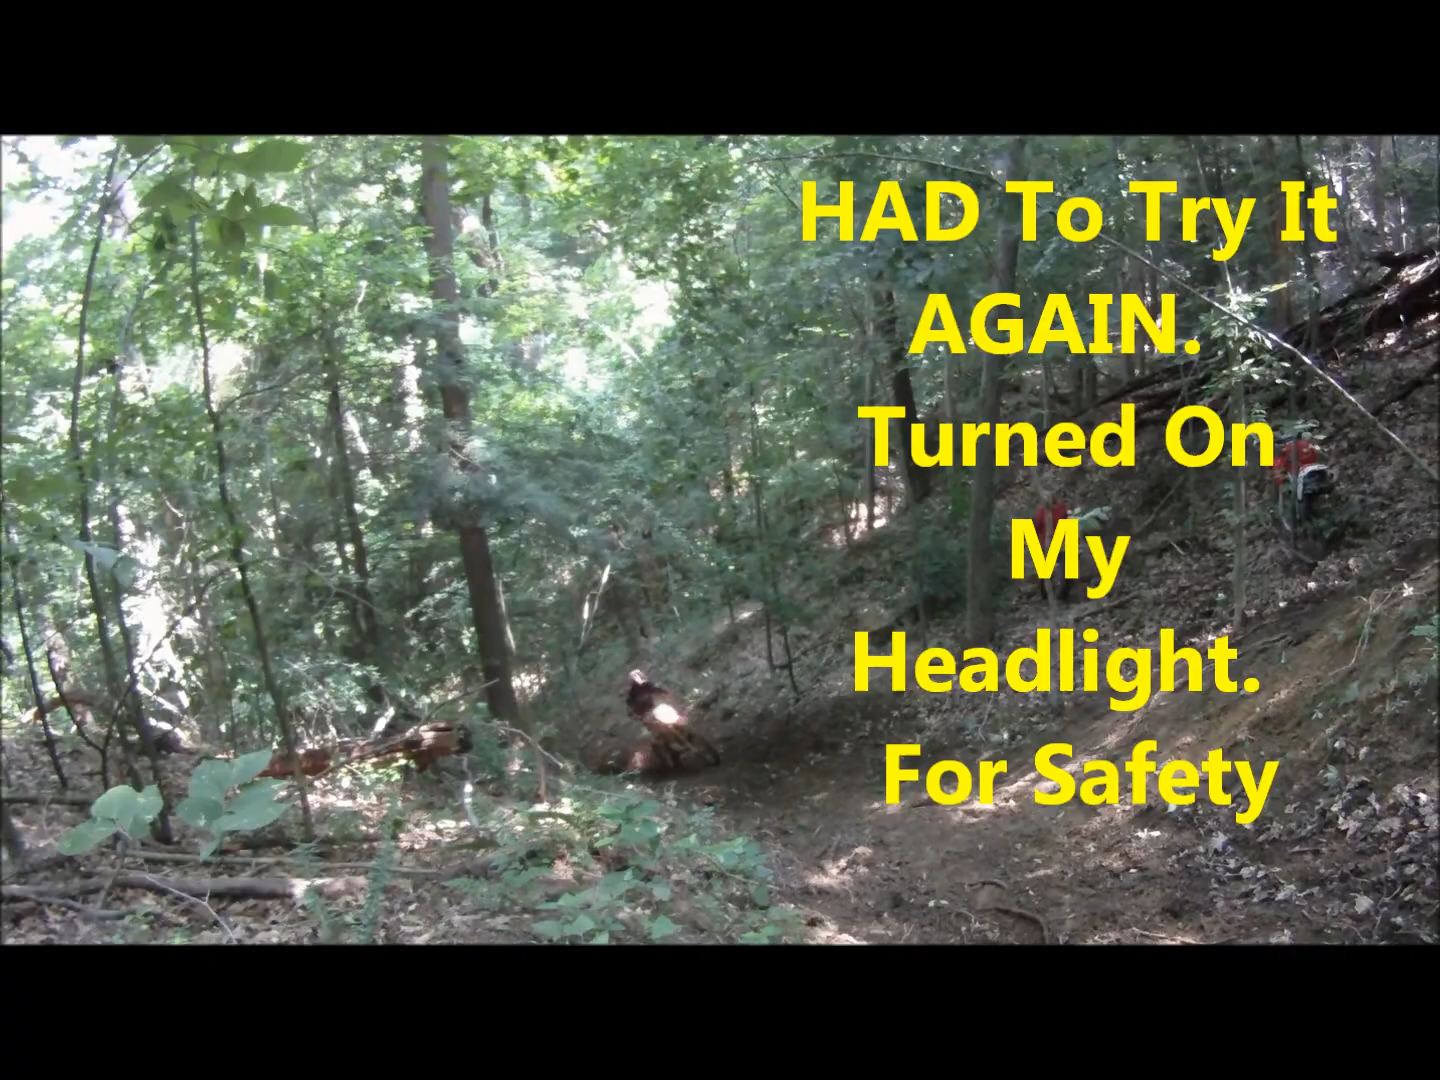 HAD To Try It
AGAIN.
Turned On
My
Headlight.
For Safety